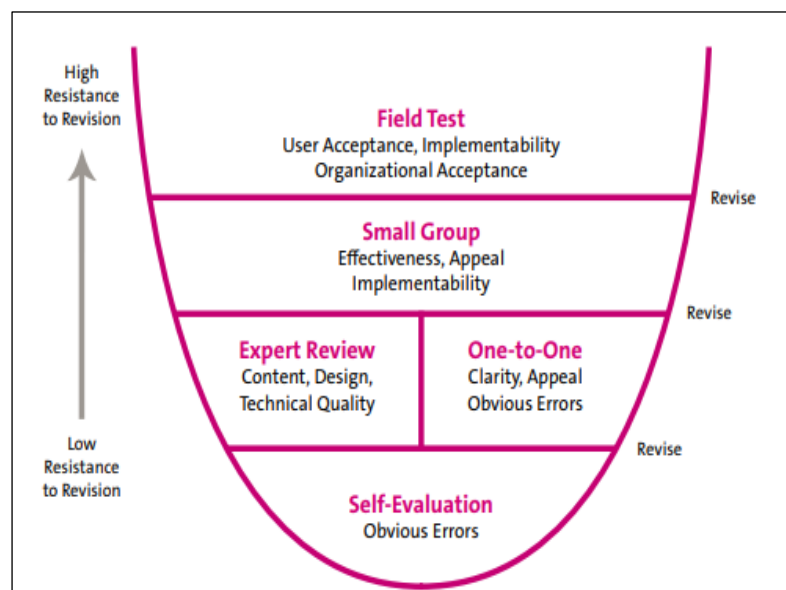 High
Resistance
to Revision
Field Test
User Acceptance, Implementability
Organizational Acceptance
Revise
Small Group
Effectiveness, Appeal
Implementability
Revise
Expert Review
Content, Design,
Technical Quality
One-to-One
Clarity, Appeal
Obvious Errors
Revise
Low
Resistance
to Revision
Self-Evaluation
Obvious Errors